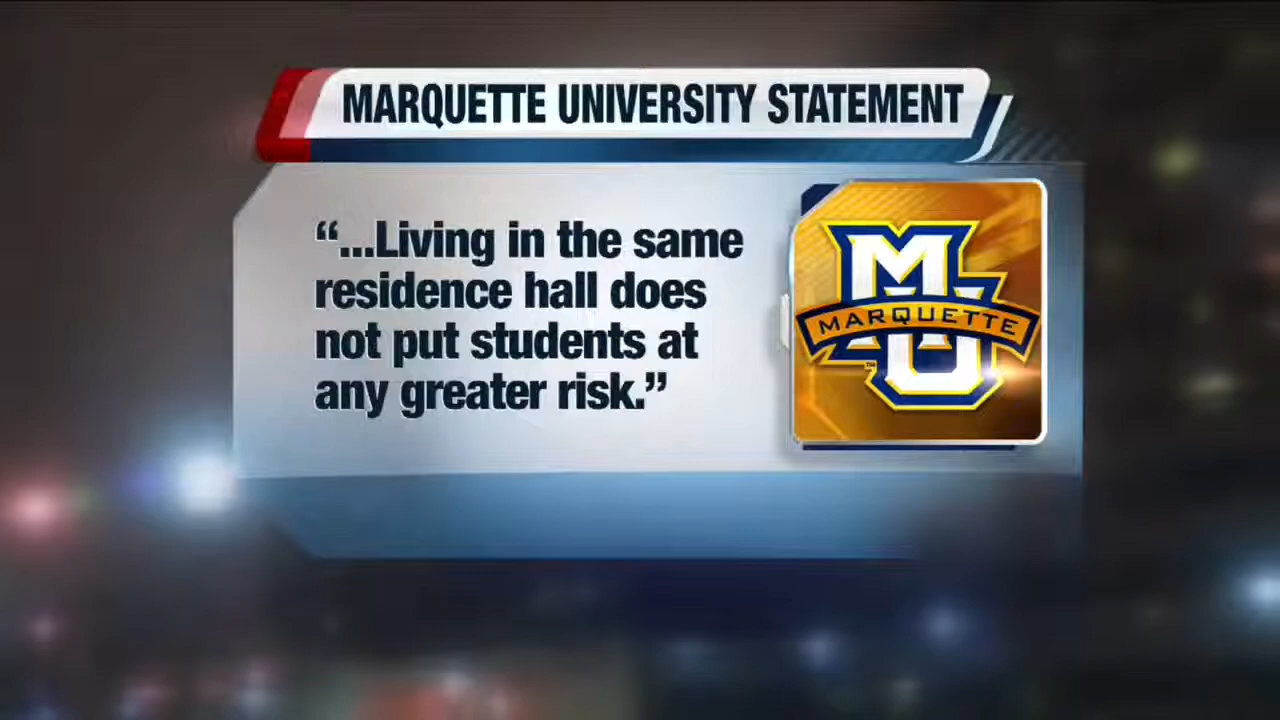 MARQUETTE UNIVERSITY STATEMENT
“...Living in the same
residence hall does
not put students at
any greater risk.”
MU
MARQUETTE
TM